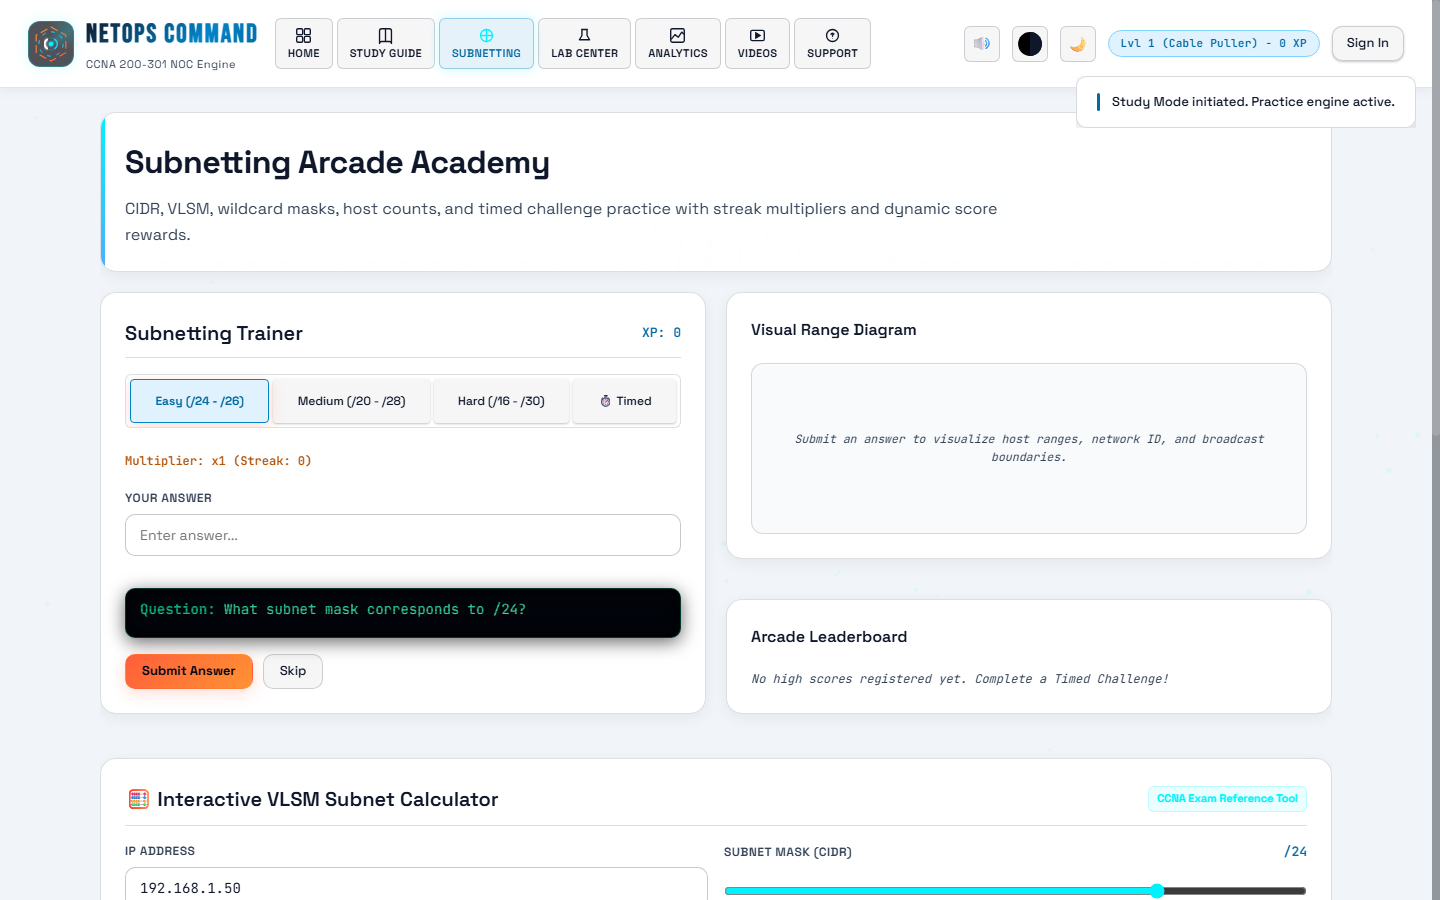 NETOPS COMMAND
CCNA 200-301 NOC Engine
HOME
STUDY GUIDE
SUBNETTING
LAB CENTER
ANALYTICS
VIDEOS
SUPPORT
Lvl 1 (Cable Puller) - 0 XP
Sign In
Study Mode initiated. Practice engine active.
Subnetting Arcade Academy
CIDR, VLSM, wildcard masks, host counts, and timed challenge practice with streak multipliers and dynamic score
rewards.
Subnetting Trainer
XP: 0
Easy (/24 - /26)
Medium (/20 - /28)
Hard (/16 - /30)
Timed
Multiplier: x1 (Streak: 0)
YOUR ANSWER
Enter answer...
Question: What subnet mask corresponds to /24?
Submit Answer
Skip
Visual Range Diagram
Submit an answer to visualize host ranges, network ID, and broadcast
boundaries.
Arcade Leaderboard
No high scores registered yet. Complete a Timed Challenge!
Interactive VLSM Subnet Calculator
CCNA Exam Reference Tool
IP ADDRESS
192.168.1.50
SUBNET MASK (CIDR)
/24